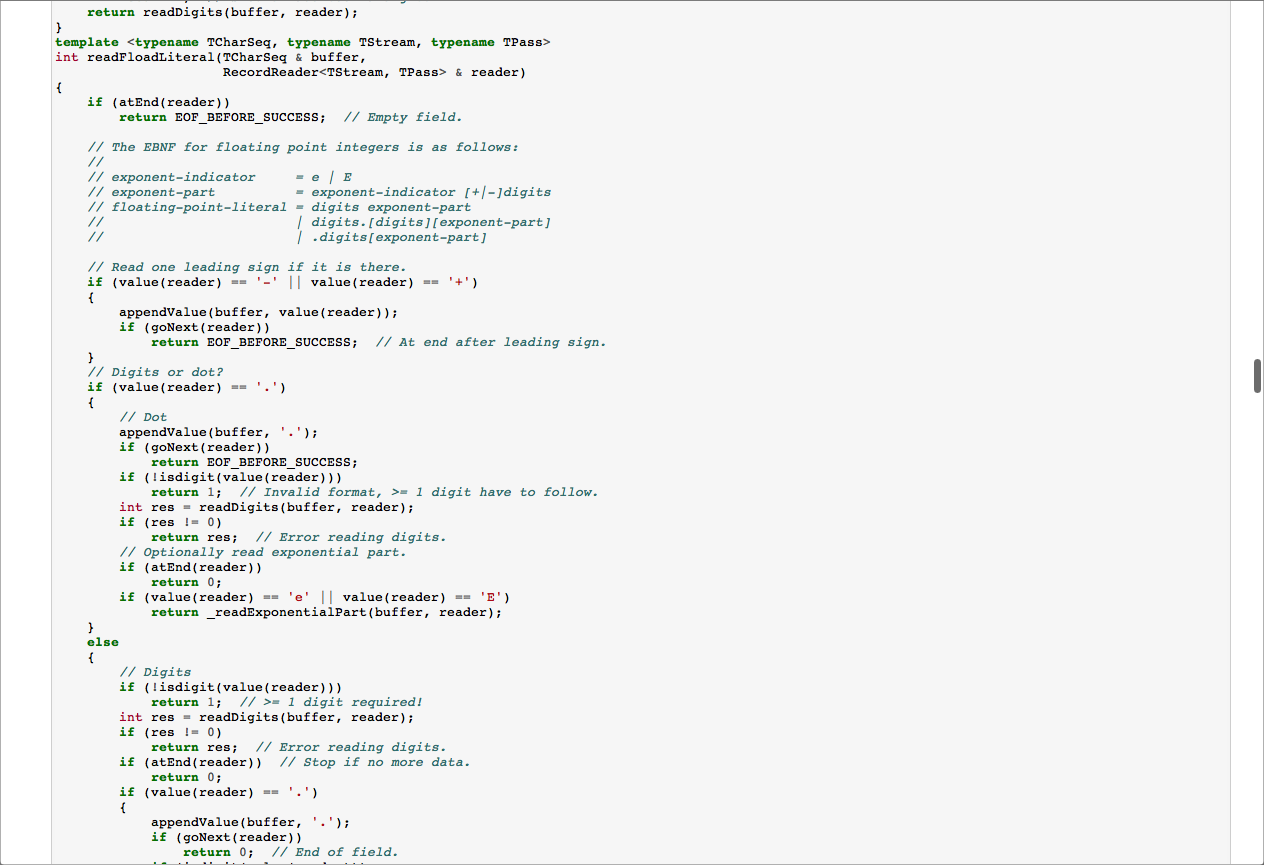 return readDigits(buffer, reader);
}
template <typename TCharSeq, typename TStream, typename TPass>
int readFloadLiteral(TCharSeq & buffer,
                     RecordReader<TStream, TPass> & reader)
{
    if (atEnd(reader))
        return EOF_BEFORE_SUCCESS;  // Empty field.

    // The EBNF for floating point integers is as follows:
    //
    // exponent-indicator     = e | E
    // exponent-part          = exponent-indicator [+|-]digits
    // floating-point-literal = digits exponent-part
    //                        | digits.[digits][exponent-part]
    //                        | .digits[exponent-part]

    // Read one leading sign if it is there.
    if (value(reader) == '-' || value(reader) == '+')
    {
        appendValue(buffer, value(reader));
        if (goNext(reader))
            return EOF_BEFORE_SUCCESS;  // At end after leading sign.
    }
    // Digits or dot?
    if (value(reader) == '.')
    {
        // Dot
        appendValue(buffer, '.');
        if (goNext(reader))
            return EOF_BEFORE_SUCCESS;
        if (!isdigit(value(reader)))
            return 1;  // Invalid format, >= 1 digit have to follow.
        int res = readDigits(buffer, reader);
        if (res != 0)
            return res;  // Error reading digits.
        // Optionally read exponential part.
        if (atEnd(reader))
            return 0;
        if (value(reader) == 'e' || value(reader) == 'E')
            return _readExponentialPart(buffer, reader);
    }
    else
    {
        // Digits
        if (!isdigit(value(reader)))
            return 1;  // >= 1 digit required!
        int res = readDigits(buffer, reader);
        if (res != 0)
            return res;  // Error reading digits.
        if (atEnd(reader))  // Stop if no more data.
            return 0;
        if (value(reader) == '.')
        {
            appendValue(buffer, '.');
            if (goNext(reader))
                return 0;  // End of field.